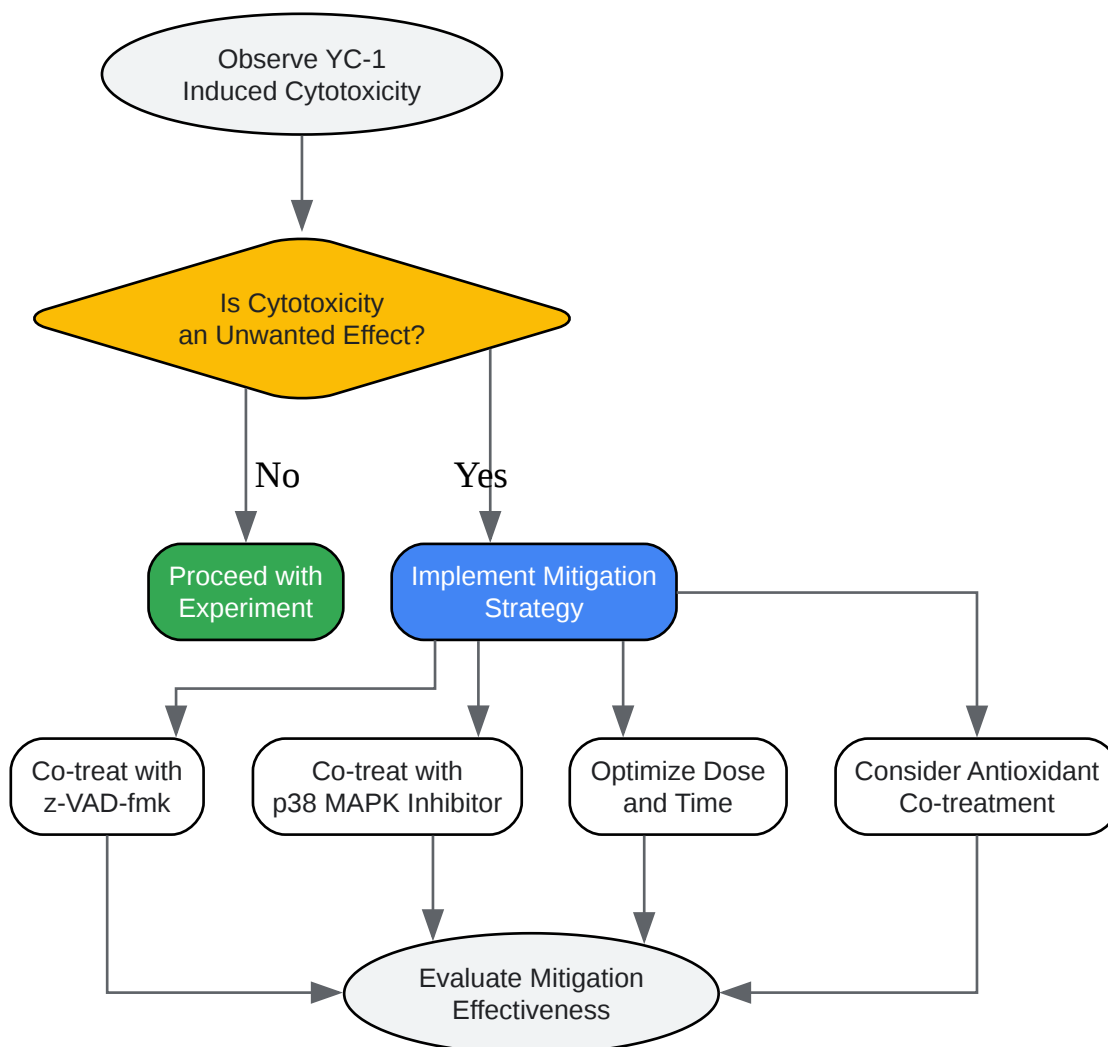 Observe YC-1
Induced Cytotoxicity
Is Cytotoxicity
an Unwanted Effect?
No
Yes
Proceed with
Experiment
Implement Mitigation
Strategy
Co-treat with
z-VAD-fmk
Co-treat with
p38 MAPK Inhibitor
Optimize Dose
and Time
Consider Antioxidant
Co-treatment
Evaluate Mitigation
Effectiveness